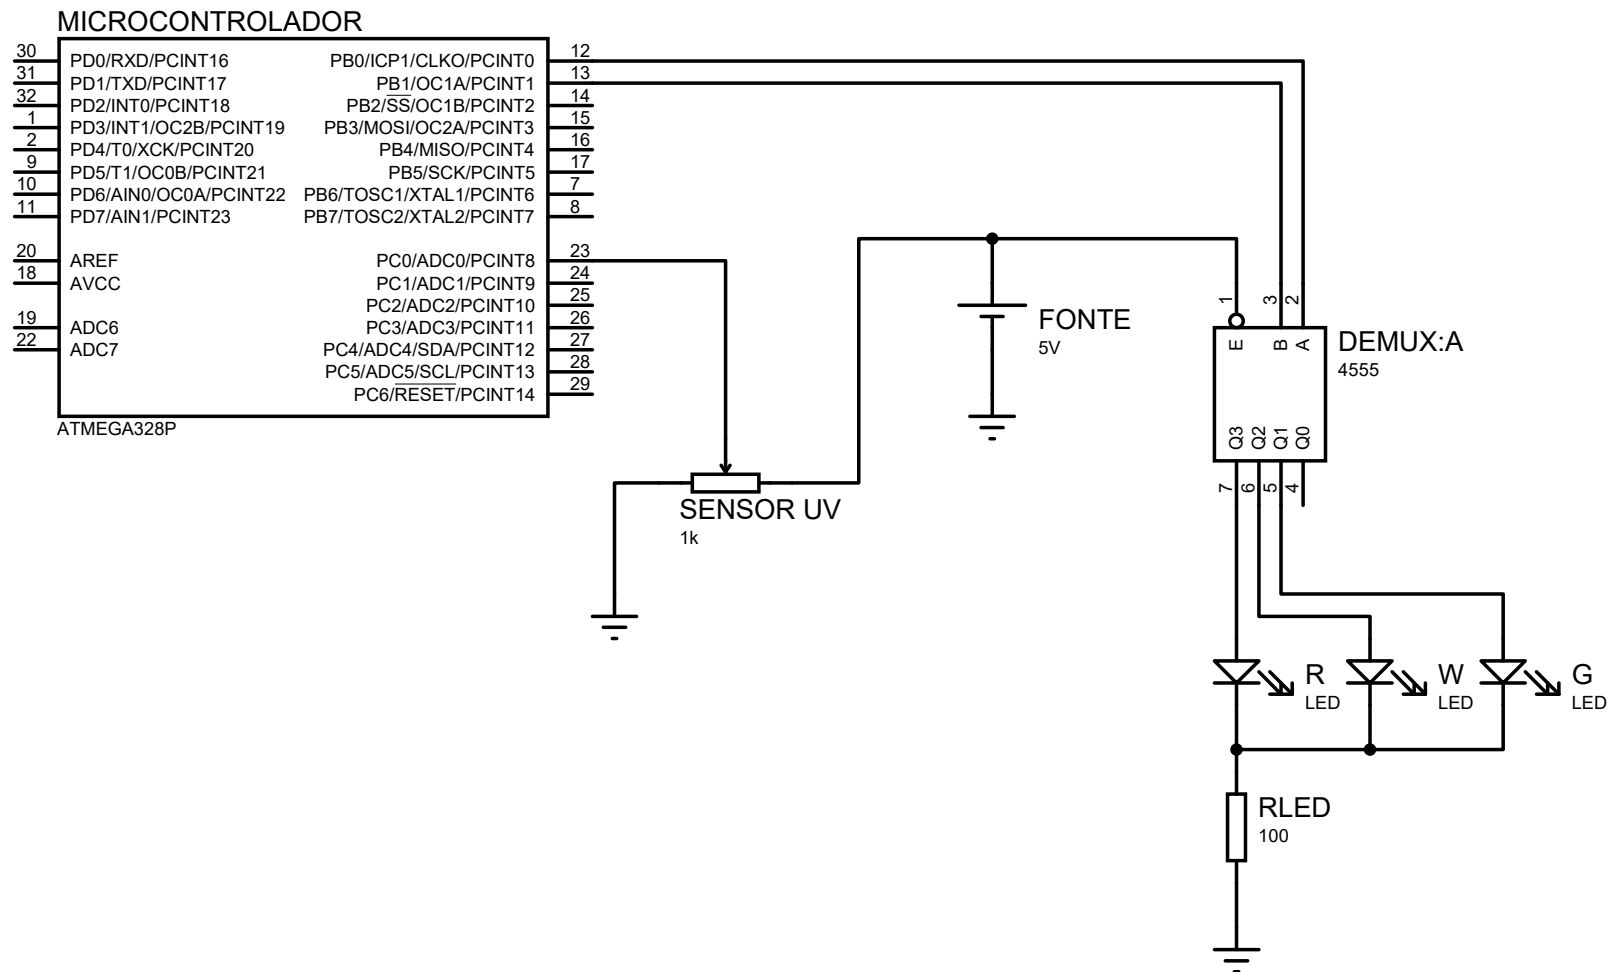 MICROCONTROLADOR
30 PD0/RXD/PCINT16 PB0/ICP1/CLKO/PCINT0 12
31 PD1/TXD/PCINT17 PB1/OC1A/PCINT1 13
32 PD2/INT0/PCINT18 PB2/SS/OC1B/PCINT2 14
1 PD3/INT1/OC2B/PCINT19 PB3/MOSI/OC2A/PCINT3 15
2 PD4/T0/XCK/PCINT20 PB4/MISO/PCINT4 16
9 PD5/T1/OC0B/PCINT21 PB5/SCK/PCINT5 17
10 PD6/AIN0/OC0A/PCINT22 PB6/TOSC1/XTAL1/PCINT6 7
11 PD7/AIN1/PCINT23 PB7/TOSC2/XTAL2/PCINT7 8
20 AREF PC0/ADC0/PCINT8 23
18 AVCC PC1/ADC1/PCINT9 24
PC2/ADC2/PCINT10 25
19 ADC6 PC3/ADC3/PCINT11 26
22 ADC7 PC4/ADC4/SDA/PCINT12 27
PC5/ADC5/SCL/PCINT13 28
PC6/RESET/PCINT14 29
ATMEGA328P
SENSOR UV
1k
FONTE
5V
1 3 2
E B A
DEMUX:A
4555
Q3 Q2 Q1 Q0
7 6 5 4
R
LED
W
LED
G
LED
RLED
100